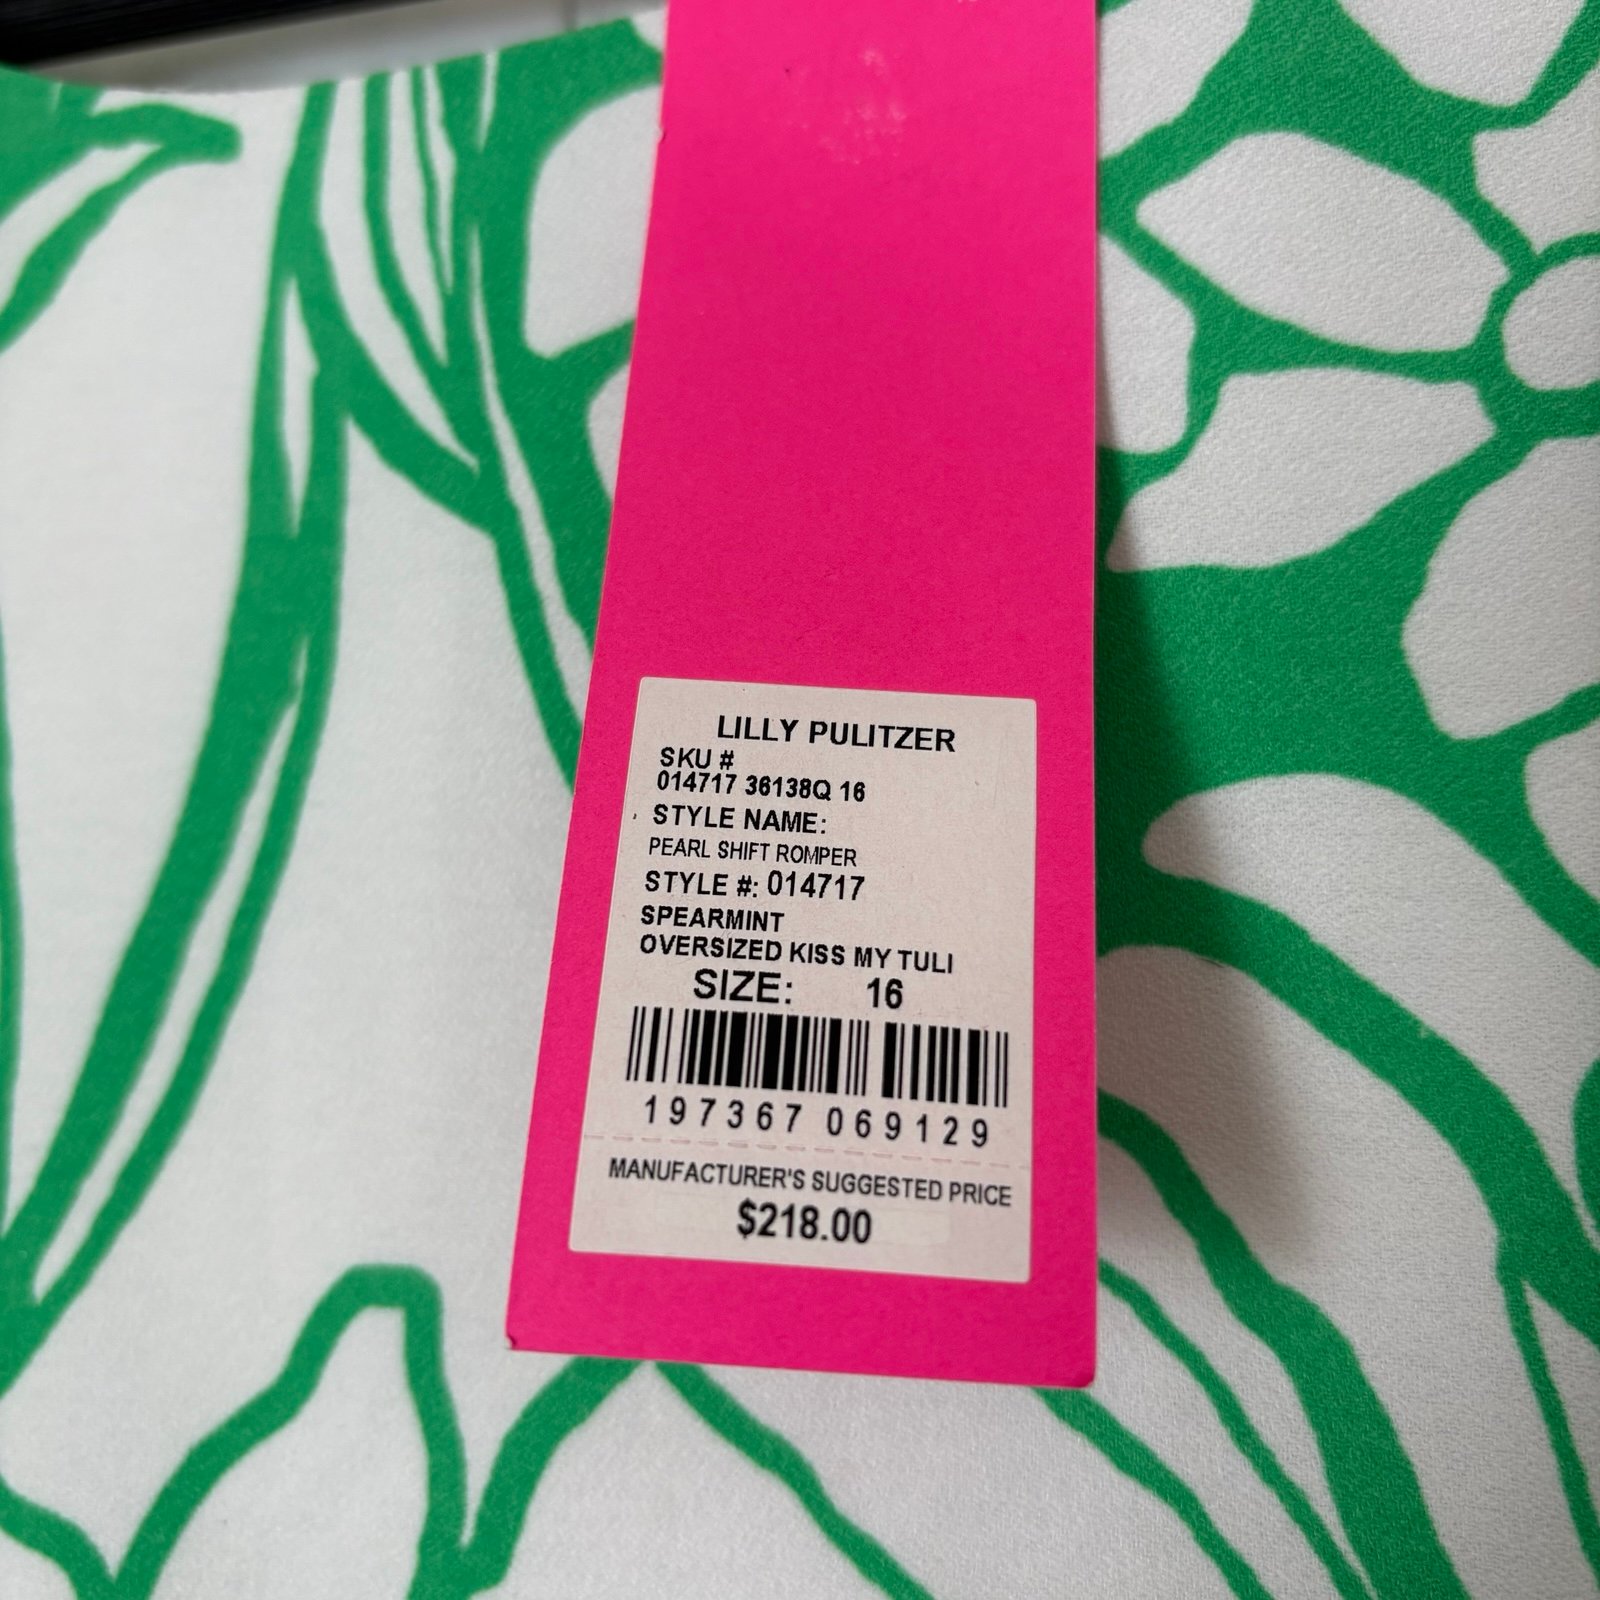 LILLY PULITZER
SKU #
014717 36138Q 16
STYLE NAME:
PEARL SHIFT ROMPER
STYLE #: 014717
SPEARMINT
OVERSIZED KISS MY TULI
SIZE: 16
197367 069129
MANUFACTURER'S SUGGESTED PRICE
$218.00